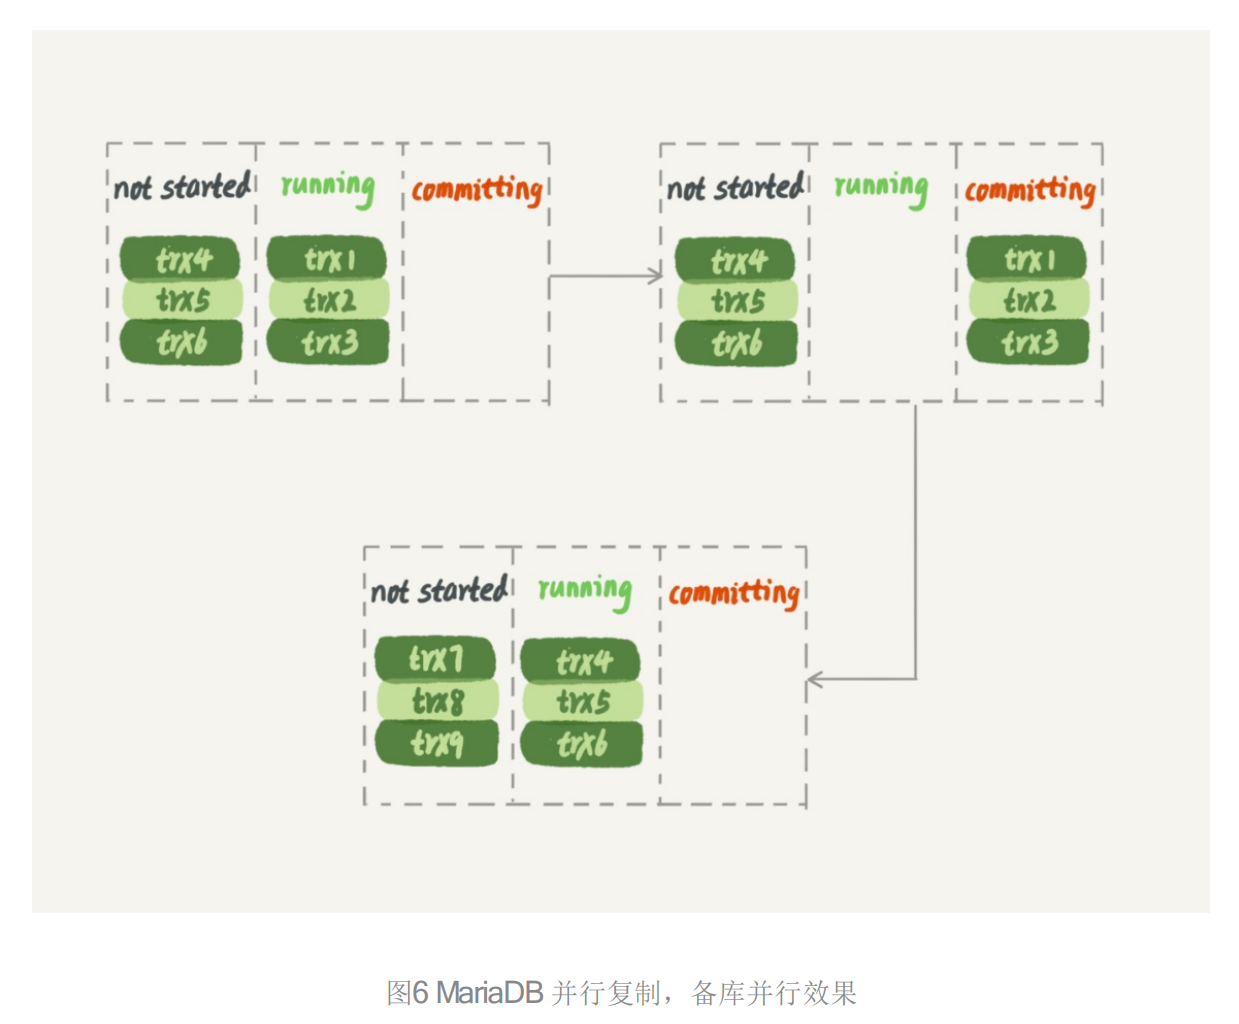 not started running committing
trx4 trx1
trx5 trx2
trx6 trx3
not started running committing
trx4 trx1
trx5 trx2
trx6 trx3
not started running committing
trx7 trx4
trx8 trx5
trx9 trx6
图6 MariaDB 并行复制，备库并行效果